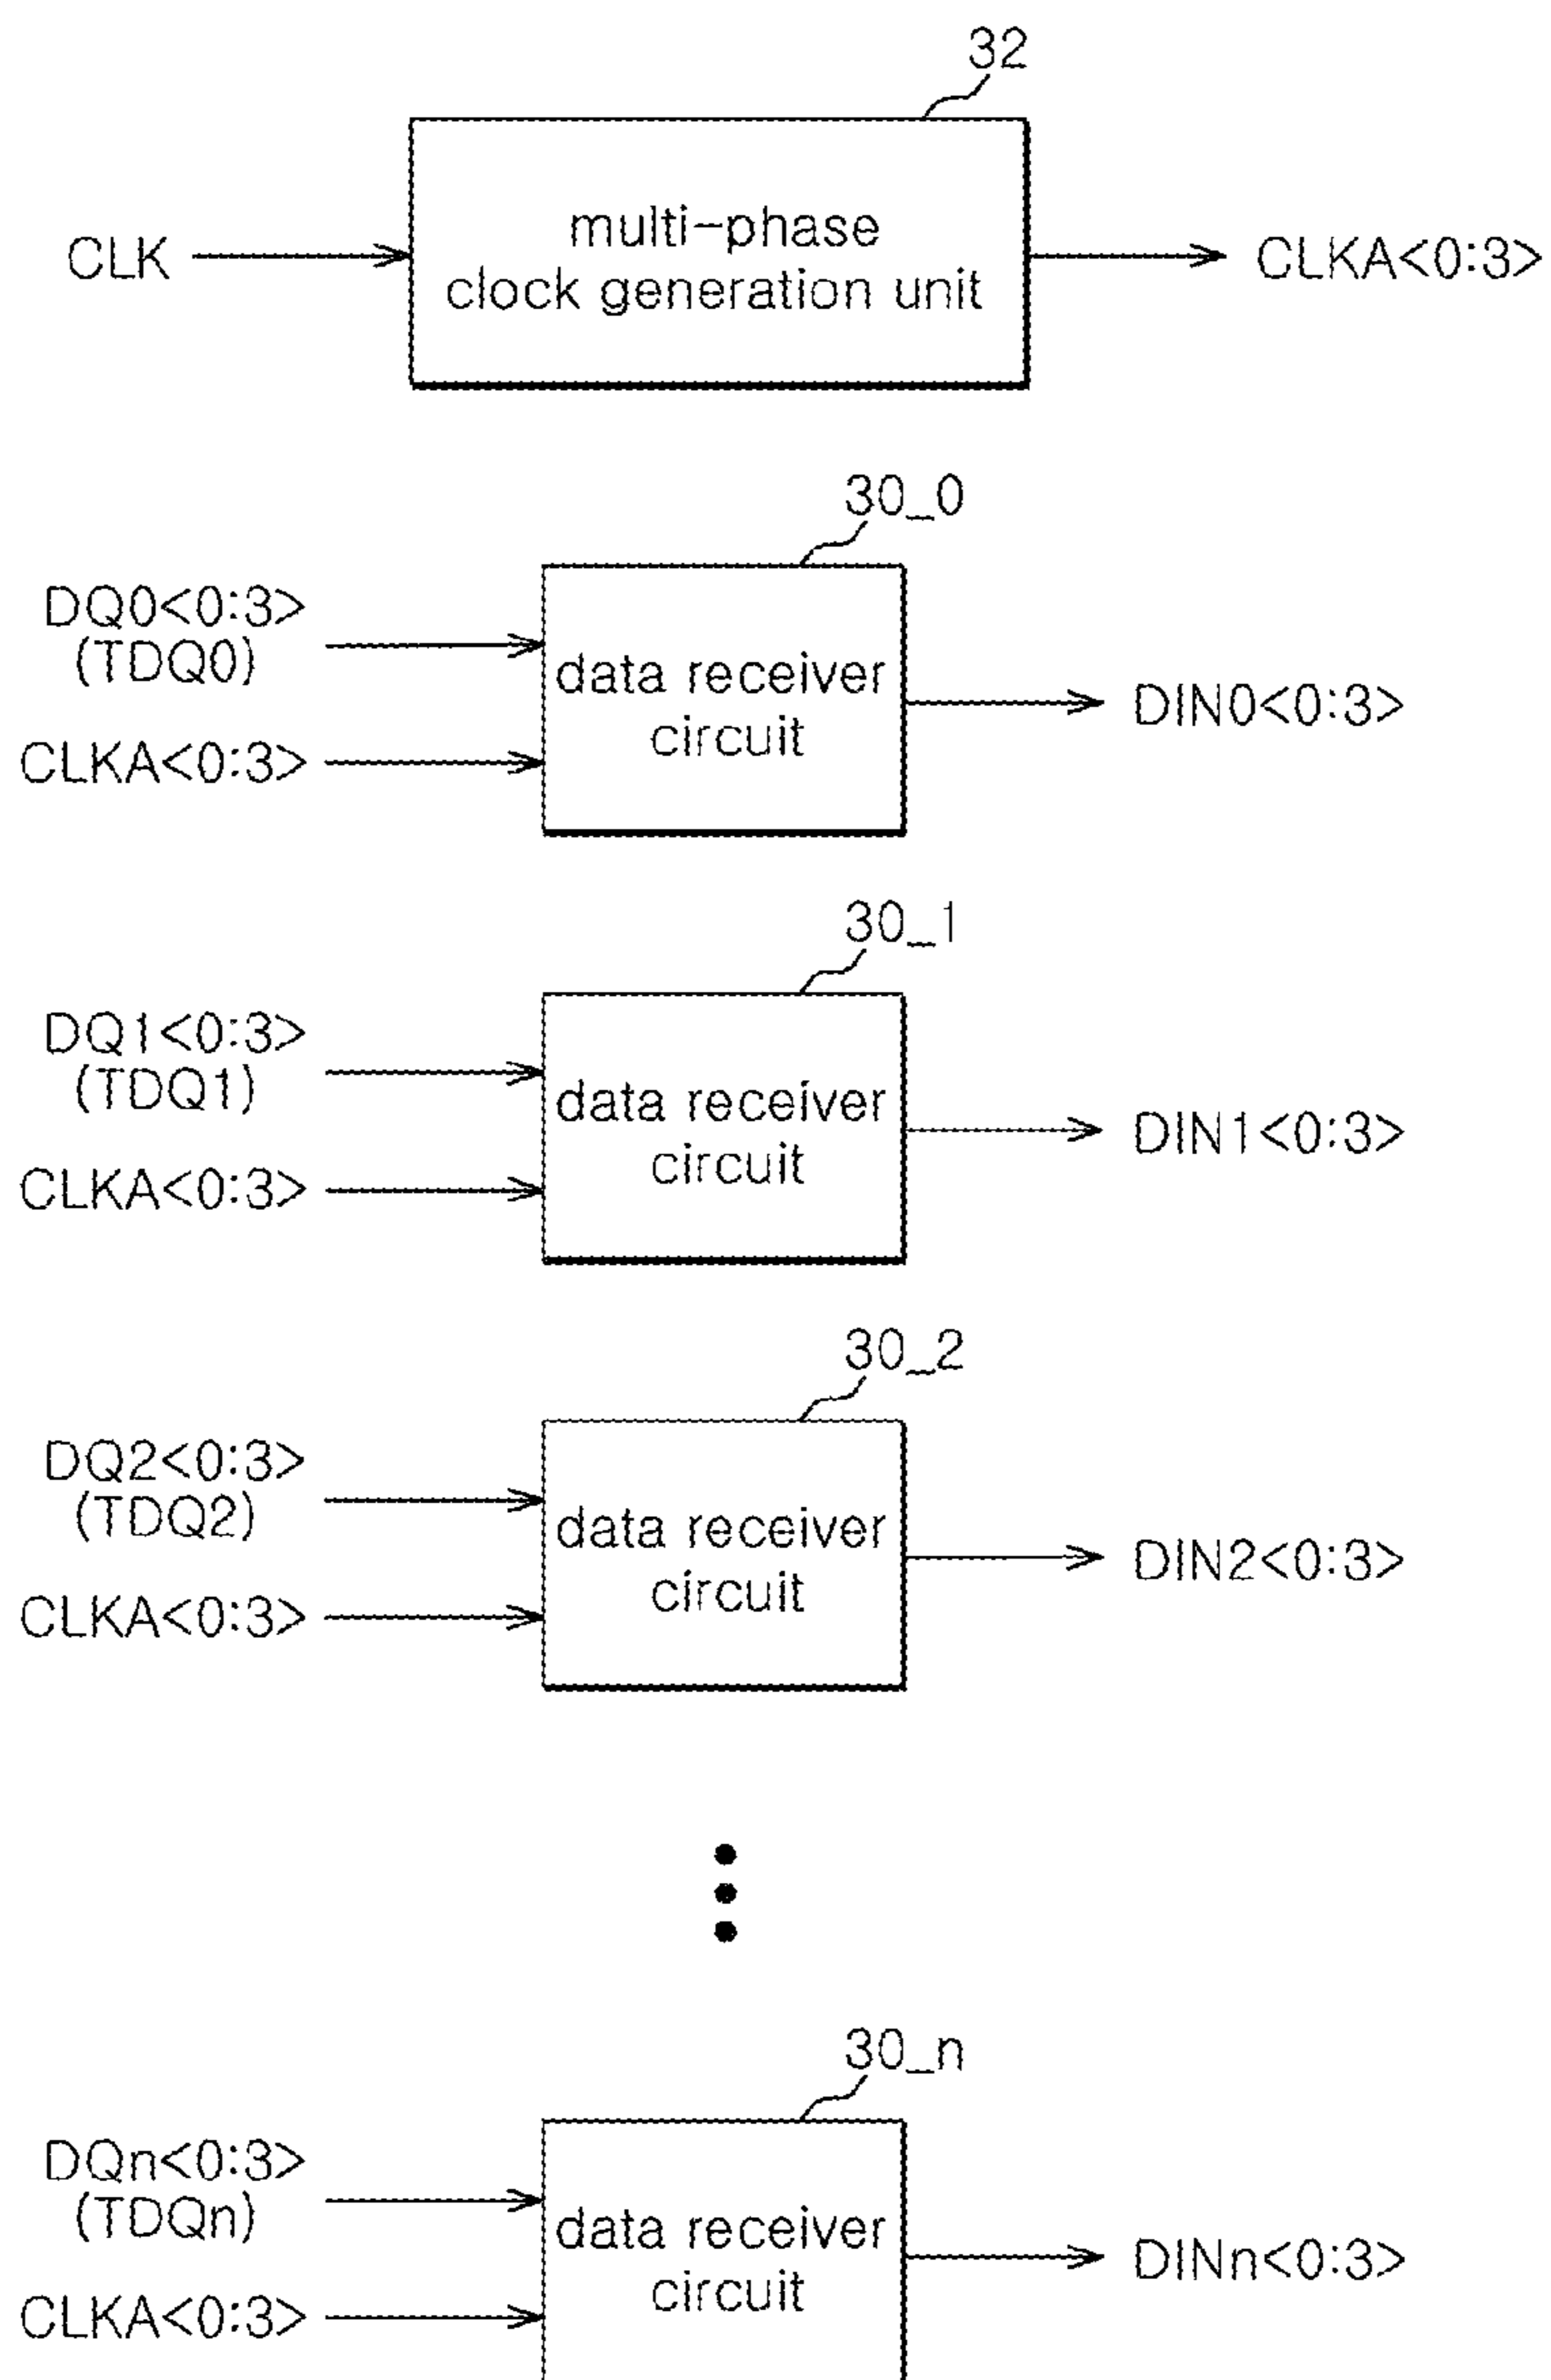 32
multi-phase
clock generation unit
CLK
CLKA<0:3>
30_0
DQ0<0:3>
(TDQ0)
data receiver
circuit
CLKA<0:3>
DIN0<0:3>
30_1
DQ1<0:3>
(TDQ1)
data receiver
circuit
CLKA<0:3>
DIN1<0:3>
30_2
DQ2<0:3>
(TDQ2)
data receiver
circuit
CLKA<0:3>
DIN2<0:3>
30_n
DQn<0:3>
(TDQn)
data receiver
circuit
CLKA<0:3>
DINn<0:3>